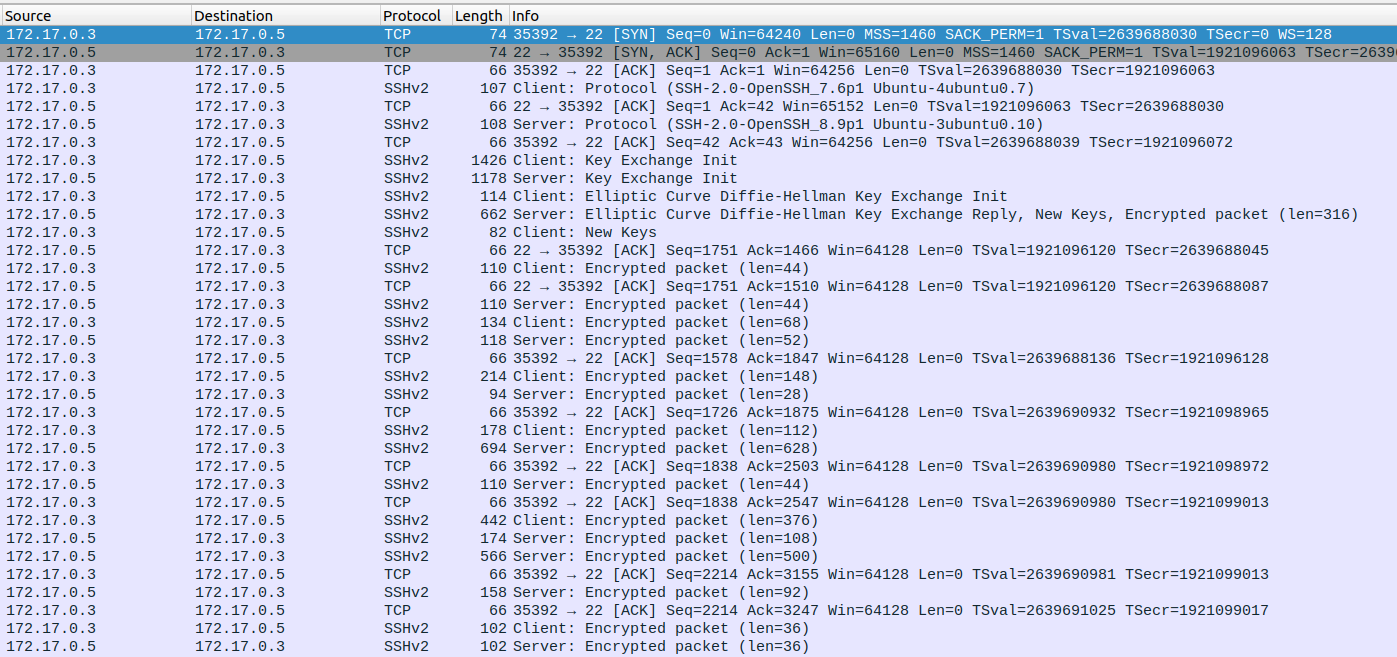 Source Destination Protocol Length Info
172.17.0.3 172.17.0.5 TCP 74 35392 → 22 [SYN] Seq=0 Win=64240 Len=0 MSS=1460 SACK_PERM=1 TSval=2639688030 TSecr=0 WS=128
172.17.0.5 172.17.0.3 TCP 74 22 → 35392 [SYN, ACK] Seq=0 Ack=1 Win=65160 Len=0 MSS=1460 SACK_PERM=1 TSval=1921096063 TSecr=2639
172.17.0.3 172.17.0.5 TCP 66 35392 → 22 [ACK] Seq=1 Ack=1 Win=64256 Len=0 TSval=2639688030 TSecr=1921096063
172.17.0.3 172.17.0.5 SSHv2 107 Client: Protocol (SSH-2.0-OpenSSH_7.6p1 Ubuntu-4ubuntu0.7)
172.17.0.5 172.17.0.3 TCP 66 22 → 35392 [ACK] Seq=1 Ack=42 Win=65152 Len=0 TSval=1921096063 TSecr=2639688030
172.17.0.5 172.17.0.3 SSHv2 108 Server: Protocol (SSH-2.0-OpenSSH_8.9p1 Ubuntu-3ubuntu0.10)
172.17.0.3 172.17.0.5 TCP 66 35392 → 22 [ACK] Seq=42 Ack=43 Win=64256 Len=0 TSval=2639688039 TSecr=1921096072
172.17.0.3 172.17.0.5 SSHv2 1426 Client: Key Exchange Init
172.17.0.5 172.17.0.3 SSHv2 1178 Server: Key Exchange Init
172.17.0.3 172.17.0.5 SSHv2 114 Client: Elliptic Curve Diffie-Hellman Key Exchange Init
172.17.0.5 172.17.0.3 SSHv2 662 Server: Elliptic Curve Diffie-Hellman Key Exchange Reply, New Keys, Encrypted packet (len=316)
172.17.0.3 172.17.0.5 SSHv2 82 Client: New Keys
172.17.0.5 172.17.0.3 TCP 66 22 → 35392 [ACK] Seq=1751 Ack=1466 Win=64128 Len=0 TSval=1921096120 TSecr=2639688045
172.17.0.3 172.17.0.5 SSHv2 110 Client: Encrypted packet (len=44)
172.17.0.5 172.17.0.3 TCP 66 22 → 35392 [ACK] Seq=1751 Ack=1510 Win=64128 Len=0 TSval=1921096120 TSecr=2639688087
172.17.0.5 172.17.0.3 SSHv2 110 Server: Encrypted packet (len=44)
172.17.0.3 172.17.0.5 SSHv2 134 Client: Encrypted packet (len=68)
172.17.0.5 172.17.0.3 SSHv2 118 Server: Encrypted packet (len=52)
172.17.0.3 172.17.0.5 TCP 66 35392 → 22 [ACK] Seq=1578 Ack=1847 Win=64128 Len=0 TSval=2639688136 TSecr=1921096128
172.17.0.3 172.17.0.5 SSHv2 214 Client: Encrypted packet (len=148)
172.17.0.5 172.17.0.3 SSHv2 94 Server: Encrypted packet (len=28)
172.17.0.3 172.17.0.5 TCP 66 35392 → 22 [ACK] Seq=1726 Ack=1875 Win=64128 Len=0 TSval=2639690932 TSecr=1921098965
172.17.0.3 172.17.0.5 SSHv2 178 Client: Encrypted packet (len=112)
172.17.0.5 172.17.0.3 SSHv2 694 Server: Encrypted packet (len=628)
172.17.0.3 172.17.0.5 TCP 66 35392 → 22 [ACK] Seq=1838 Ack=2503 Win=64128 Len=0 TSval=2639690980 TSecr=1921098972
172.17.0.5 172.17.0.3 SSHv2 110 Server: Encrypted packet (len=44)
172.17.0.3 172.17.0.5 TCP 66 35392 → 22 [ACK] Seq=1838 Ack=2547 Win=64128 Len=0 TSval=2639690980 TSecr=1921099013
172.17.0.3 172.17.0.5 SSHv2 442 Client: Encrypted packet (len=376)
172.17.0.5 172.17.0.3 SSHv2 174 Server: Encrypted packet (len=108)
172.17.0.5 172.17.0.3 SSHv2 566 Server: Encrypted packet (len=500)
172.17.0.3 172.17.0.5 TCP 66 35392 → 22 [ACK] Seq=2214 Ack=3155 Win=64128 Len=0 TSval=2639690981 TSecr=1921099013
172.17.0.5 172.17.0.3 SSHv2 158 Server: Encrypted packet (len=92)
172.17.0.3 172.17.0.5 TCP 66 35392 → 22 [ACK] Seq=2214 Ack=3247 Win=64128 Len=0 TSval=2639691025 TSecr=1921099017
172.17.0.3 172.17.0.5 SSHv2 102 Client: Encrypted packet (len=36)
172.17.0.5 172.17.0.3 SSHv2 102 Server: Encrypted packet (len=36)